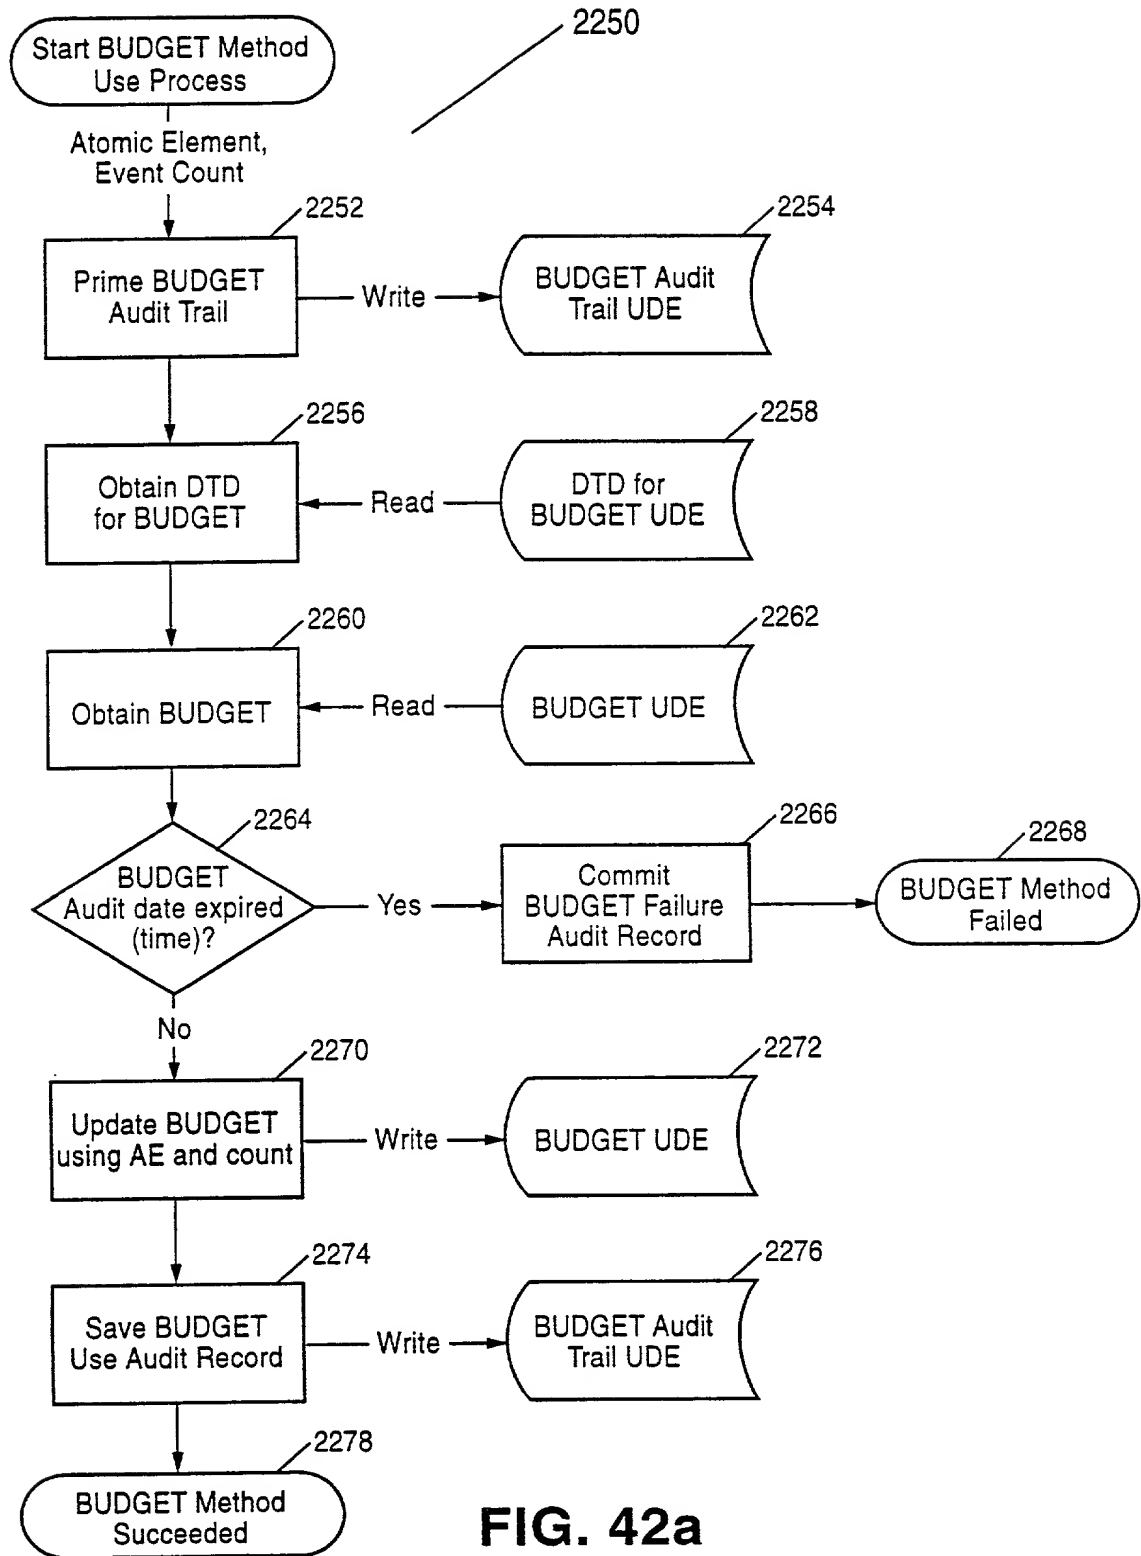 2250
Start BUDGET Method
Use Process
Atomic Element,
Event Count
2252
Prime BUDGET
Audit Trail
Write
2254
BUDGET Audit
Trail UDE
2256
Obtain DTD
for BUDGET
Read
2258
DTD for
BUDGET UDE
2260
Obtain BUDGET
Read
2262
BUDGET UDE
2264
BUDGET
Audit date expired
(time)?
Yes
2266
Commit
BUDGET Failure
Audit Record
2268
BUDGET Method
Failed
No
2270
Update BUDGET
using AE and count
Write
2272
BUDGET UDE
2274
Save BUDGET
Use Audit Record
Write
2276
BUDGET Audit
Trail UDE
2278
BUDGET Method
Succeeded
FIG. 42a